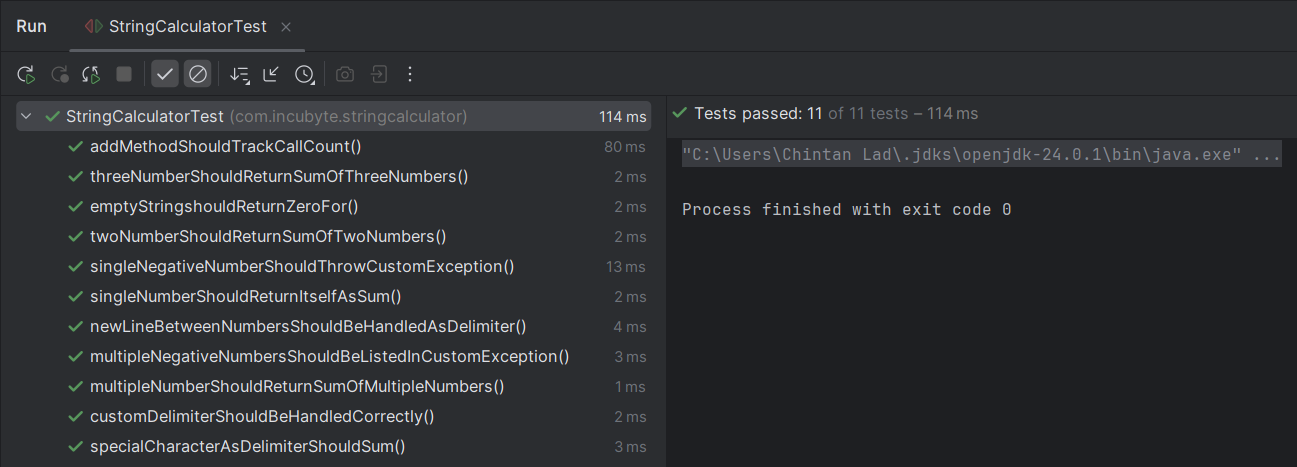 Run StringCalculatorTest
StringCalculatorTest (com.incubyte.stringcalculator) 114 ms
addMethodShouldTrackCallCount() 80 ms
threeNumberShouldReturnSumOfThreeNumbers() 2 ms
emptyStringshouldReturnZeroFor() 2 ms
twoNumberShouldReturnSumOfTwoNumbers() 2 ms
singleNegativeNumberShouldThrowCustomException() 13 ms
singleNumberShouldReturnItselfAsSum() 2 ms
newLineBetweenNumbersShouldBeHandledAsDelimiter() 4 ms
multipleNegativeNumbersShouldBeListedInCustomException() 3 ms
multipleNumberShouldReturnSumOfMultipleNumbers() 1 ms
customDelimiterShouldBeHandledCorrectly() 2 ms
specialCharacterAsDelimiterShouldSum() 3 ms
Tests passed: 11 of 11 tests – 114 ms
"C:\Users\Chintan Lad\.jdks\openjdk-24.0.1\bin\java.exe" ...
Process finished with exit code 0